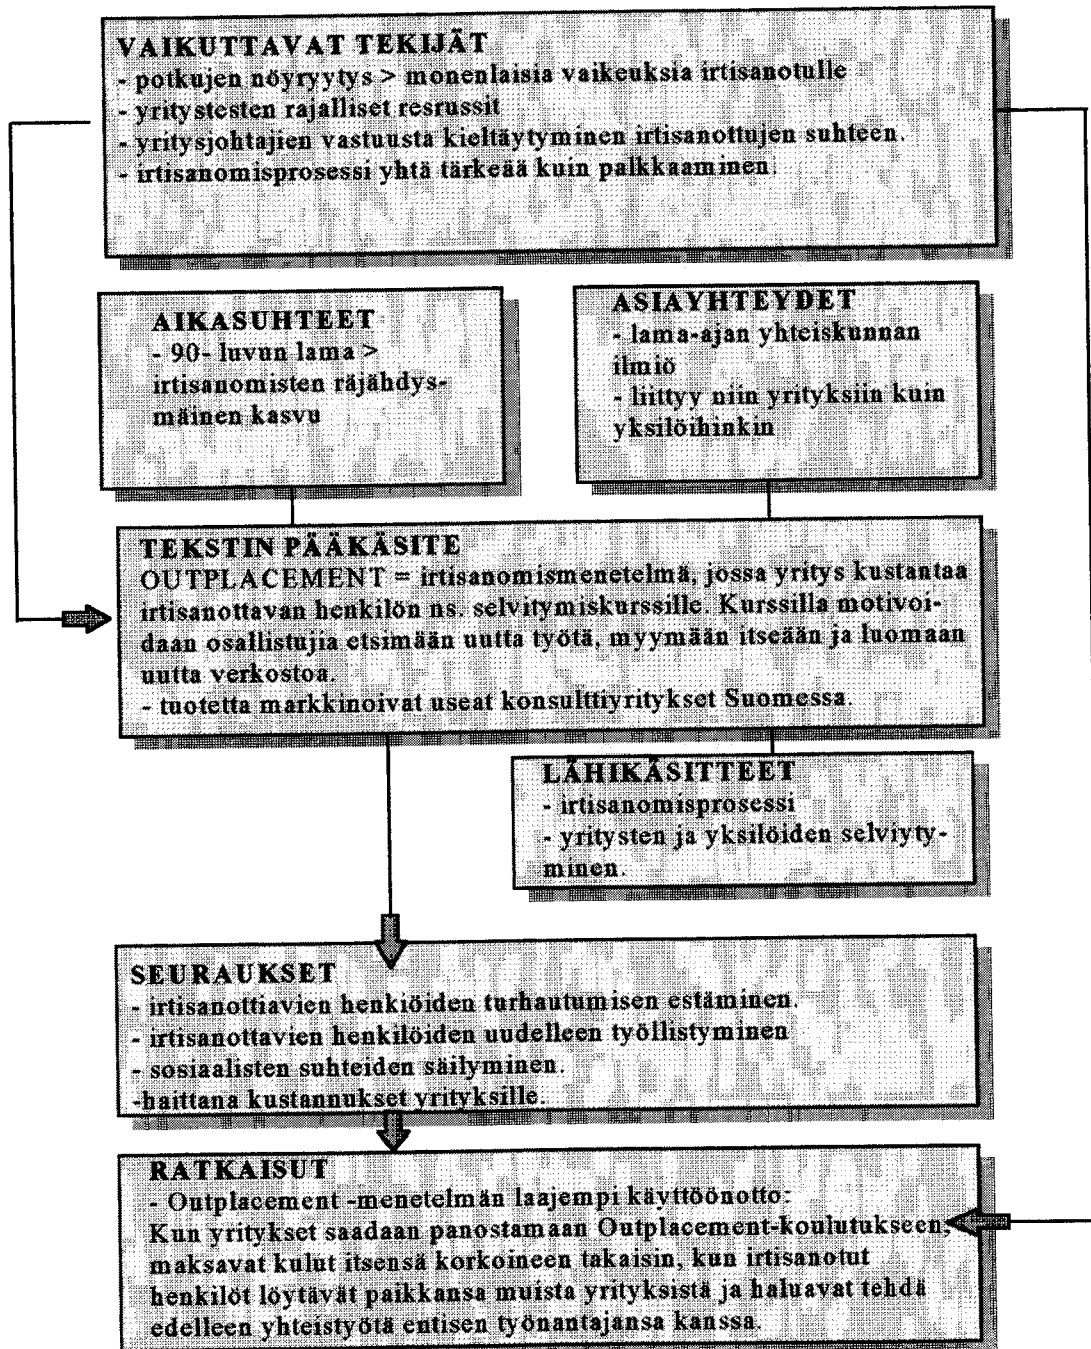 VAIKUTTAVAT TEKIJÄT
- potkujen nöyryytys > monenlaisia vaikeuksia irtisanotulle
- yritystesten rajalliset resrussit
- yritysjohtajien vastuusta kieltäytyminen irtisanottujen suhteen.
- irtisanomisprosessi yhtä tärkeää kuin palkkaaminen.
AIKASUHTEET
- 90- luvun lama >
irtisanomisten räjähdys-
mäinen kasvu
ASIAYHTEYDET
- lama-ajan yhteiskunnan
ilmiö
- liittyy niin yrityksiin kuin
yksilöihinkin
TEKSTIN PÄÄKÄSITE
OUTPLACEMENT = irtisanomismenetelmä, jossa yritys kustantaa
irtisanottavan henkilön ns. selvitymiskurssille. Kurssilla motivoi-
daan osallistujia etsimään uutta työtä, myymään itseään ja luomaan
uutta verkostoa.
- tuotetta markkinoivat useat konsulttiyritykset Suomessa.
LÄHIKÄSITTEET
- irtisanomisprosessi
- yritysten ja yksilöiden selviyty-
minen.
SEURAUKSET
- irtisanottiavien henkiöiden turhautumisen estäminen.
- irtisanottavien henkilöiden uudelleen työllistyminen
- sosiaalisten suhteiden säilyminen.
-haittana kustannukset yrityksille.
RATKAISUT
- Outplacement -menetelmän laajempi käyttöönotto:
Kun yritykset saadaan panostamaan Outplacement-koulutukseen,
maksavat kulut itsensä korkoineen takaisin, kun irtisanotut
henkilöt löytävät paikkansa muista yrityksistä ja haluavat tehdä
edelleen yhteistyötä entisen työnantajansa kanssa.